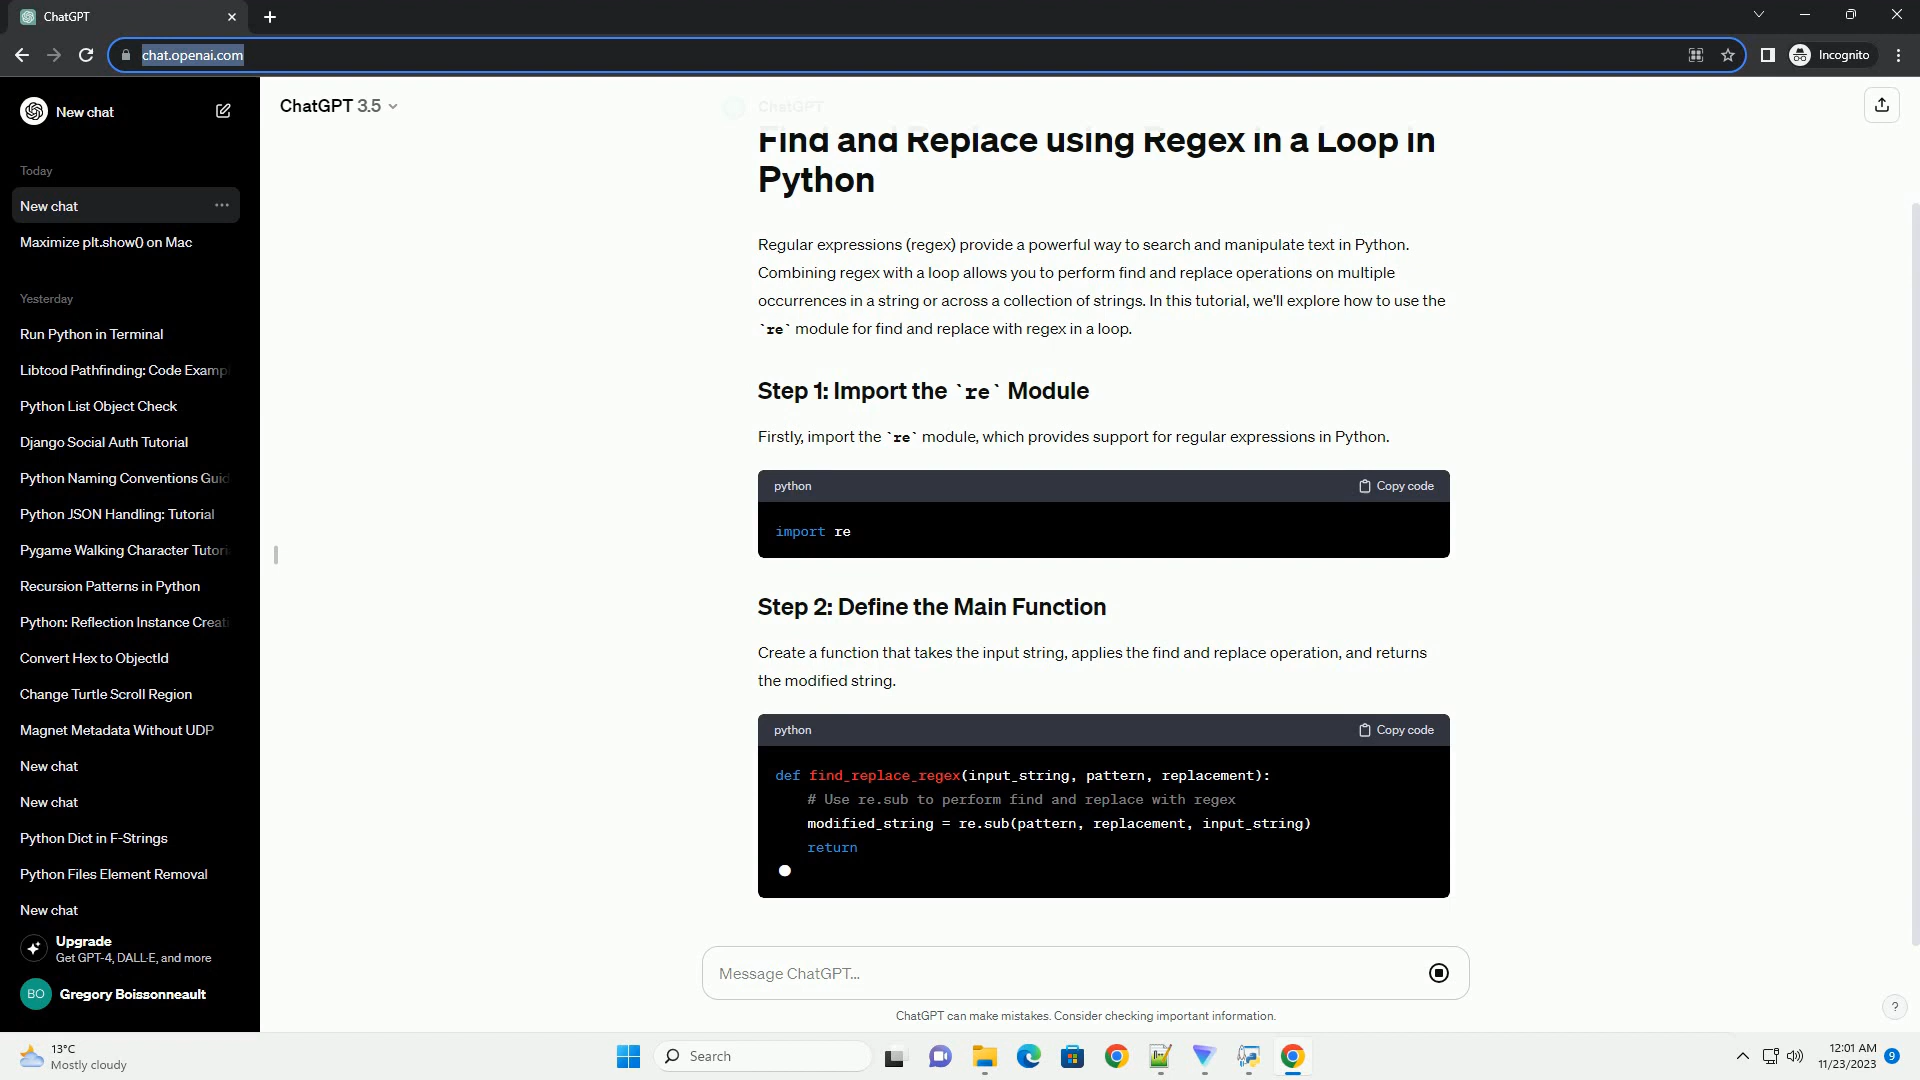 ChatGPT
chat.openai.com
Incognito
New chat
Today
New chat
Maximize plt.show() on Mac
Yesterday
Run Python in Terminal
Libtcod Pathfinding: Code Examp
Python List Object Check
Django Social Auth Tutorial
Python Naming Conventions Guid
Python JSON Handling: Tutorial
Pygame Walking Character Tutori
Recursion Patterns in Python
Python: Reflection Instance Creati
Convert Hex to ObjectId
Change Turtle Scroll Region
Magnet Metadata Without UDP
New chat
New chat
Python Dict in F-Strings
Python Files Element Removal
New chat
Upgrade
Get GPT-4, DALL·E, and more
BO Gregory Boissonneault
ChatGPT 3.5
ChatGPT
Find and Replace using Regex in a Loop in
Python
Regular expressions (regex) provide a powerful way to search and manipulate text in Python.
Combining regex with a loop allows you to perform find and replace operations on multiple
occurrences in a string or across a collection of strings. In this tutorial, we'll explore how to use the
`re` module for find and replace with regex in a loop.
Step 1: Import the `re` Module
Firstly, import the `re` module, which provides support for regular expressions in Python.
python Copy code
import re
Step 2: Define the Main Function
Create a function that takes the input string, applies the find and replace operation, and returns
the modified string.
python Copy code
def find_replace_regex(input_string, pattern, replacement):
# Use re.sub to perform find and replace with regex
modified_string = re.sub(pattern, replacement, input_string)
return
Message ChatGPT...
ChatGPT can make mistakes. Consider checking important information.
?
13°C
Mostly cloudy
Search
12:01 AM
11/23/2023
9